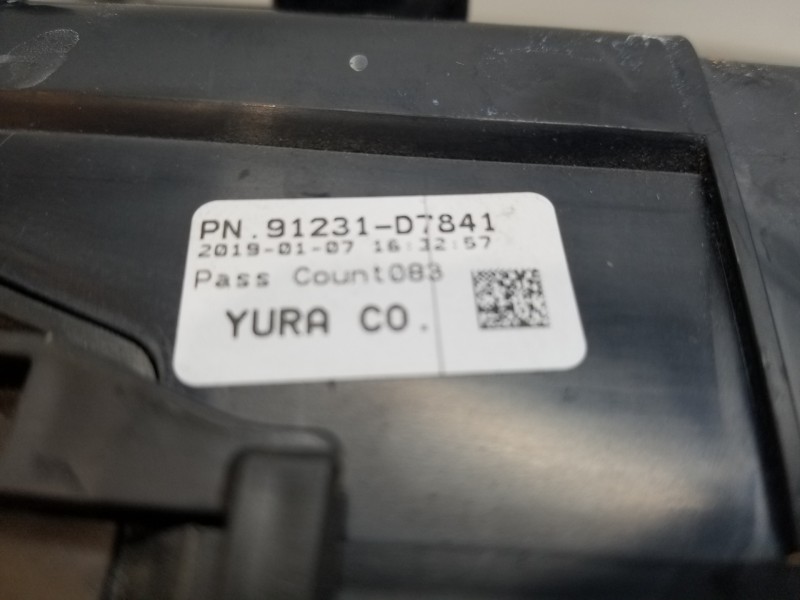 PN.91231-D7841
2019-01-07 16:32:57
Pass Count083
YURA CO.